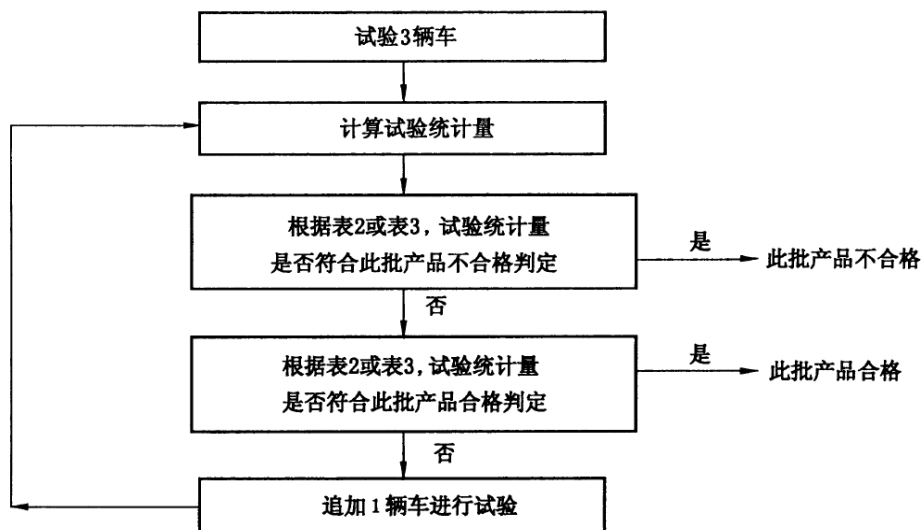 试验3辆车
计算试验统计量
根据表2或表3，试验统计量
是否符合此批产品不合格判定
是
此批产品不合格
否
根据表2或表3，试验统计量
是否符合此批产品合格判定
是
此批产品合格
否
追加1辆车进行试验